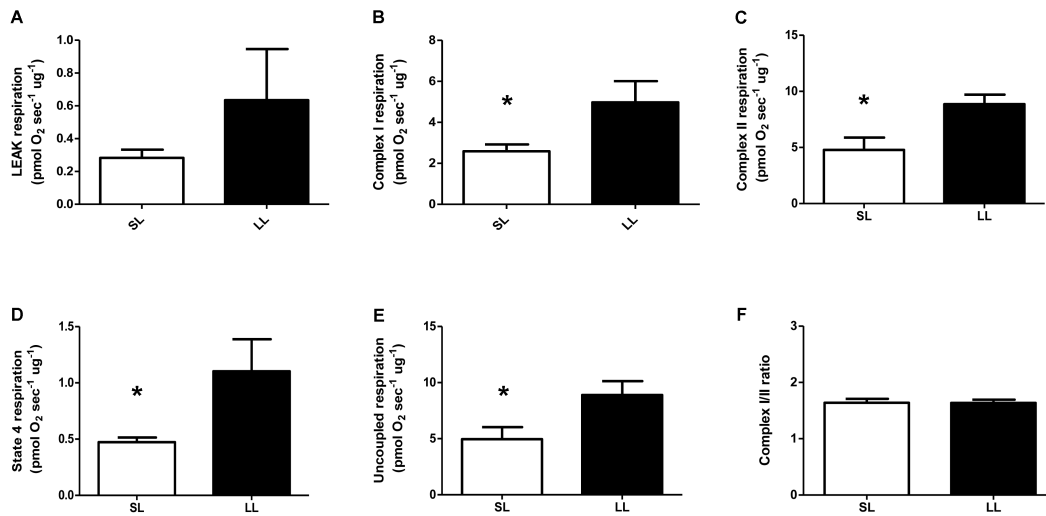 A
LEAK respiration
(pmol O2 sec-1 ug-1)
1.0
0.8
0.6
0.4
0.2
0.0
SL
LL
B
Complex I respiration
(pmol O2 sec-1 ug-1)
8
6
4
2
0
*
SL
LL
C
Complex II respiration
(pmol O2 sec-1 ug-1)
15
10
5
0
*
SL
LL
D
State 4 respiration
(pmol O2 sec-1 ug-1)
1.5
1.0
0.5
0.0
*
SL
LL
E
Uncoupled respiration
(pmol O2 sec-1 ug-1)
15
10
5
0
*
SL
LL
F
Complex I/II ratio
3
2
1
0
SL
LL